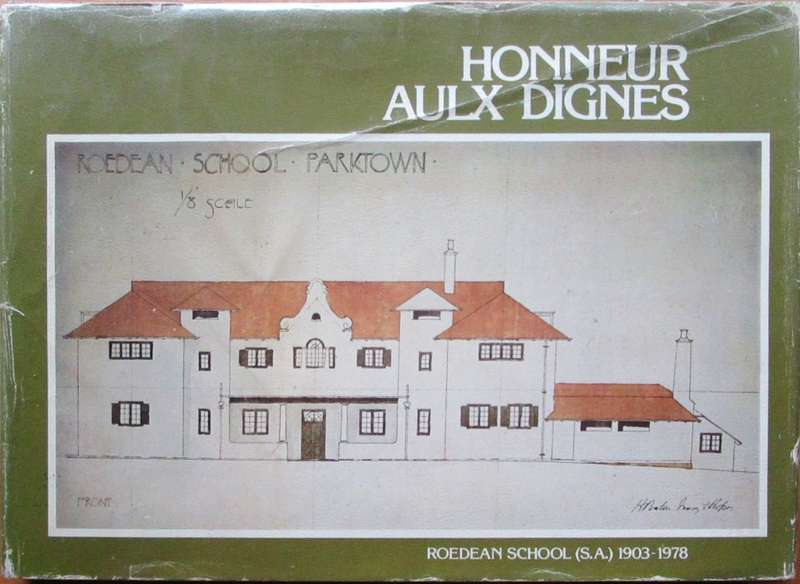 HONNEUR
AULX DIGNES
ROEDEAN · SCHOOL · PARKTOWN ·
1/8 SCALE
FRONT
ROEDEAN SCHOOL (S.A.) 1903-1978